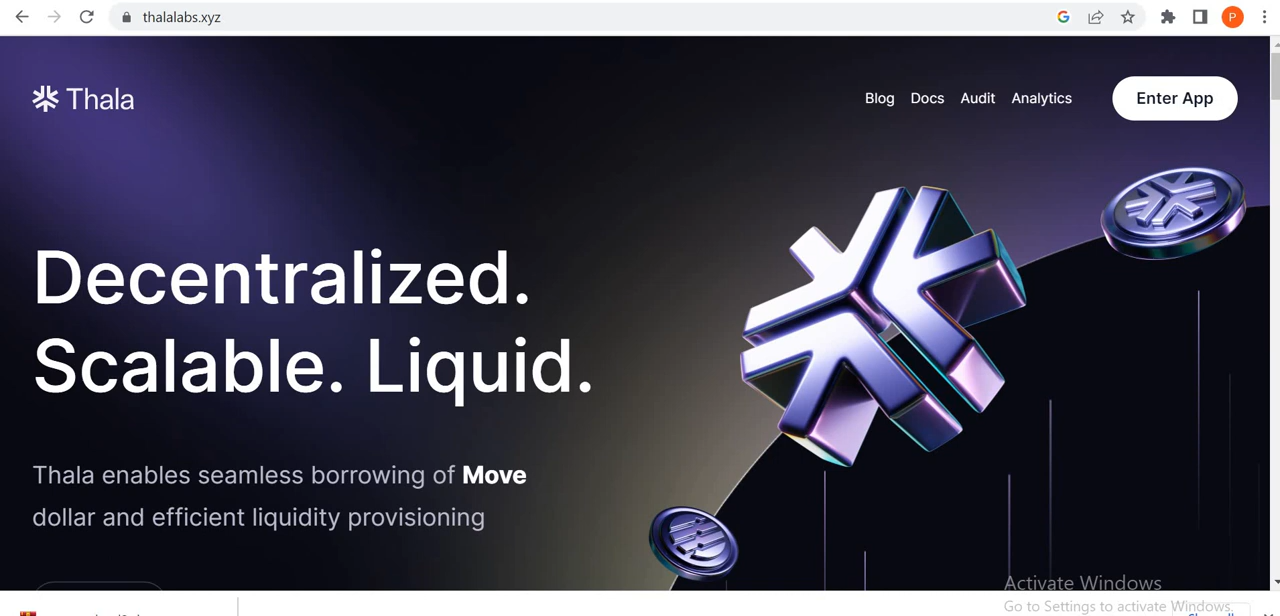 thalalabs.xyz
P
Thala
Blog Docs Audit Analytics Enter App
Decentralized.
Scalable. Liquid.
Thala enables seamless borrowing of Move
dollar and efficient liquidity provisioning
Activate Windows
Go to Settings to activate Windows.